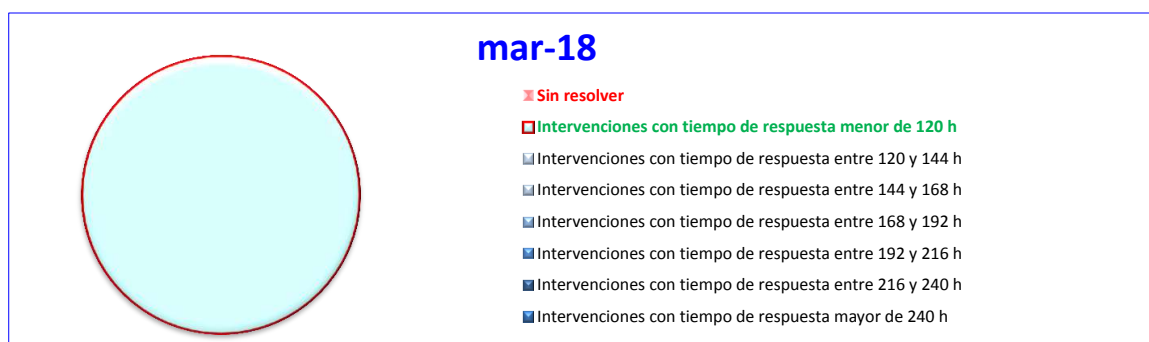 mar-18
Sin resolver
Intervenciones con tiempo de respuesta menor de 120 h
Intervenciones con tiempo de respuesta entre 120 y 144 h
Intervenciones con tiempo de respuesta entre 144 y 168 h
Intervenciones con tiempo de respuesta entre 168 y 192 h
Intervenciones con tiempo de respuesta entre 192 y 216 h
Intervenciones con tiempo de respuesta entre 216 y 240 h
Intervenciones con tiempo de respuesta mayor de 240 h